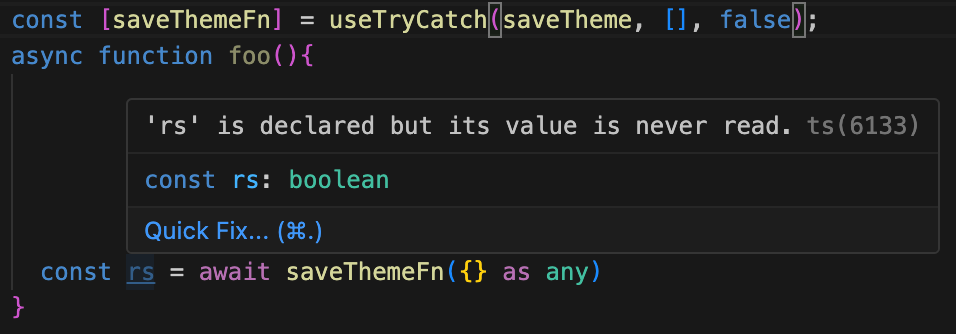 const [saveThemeFn] = useTryCatch(saveTheme, [], false);
async function foo(){
'rs' is declared but its value is never read. ts(6133)
const rs: boolean
Quick Fix... (⌘.)
const rs = await saveThemeFn({} as any)
}